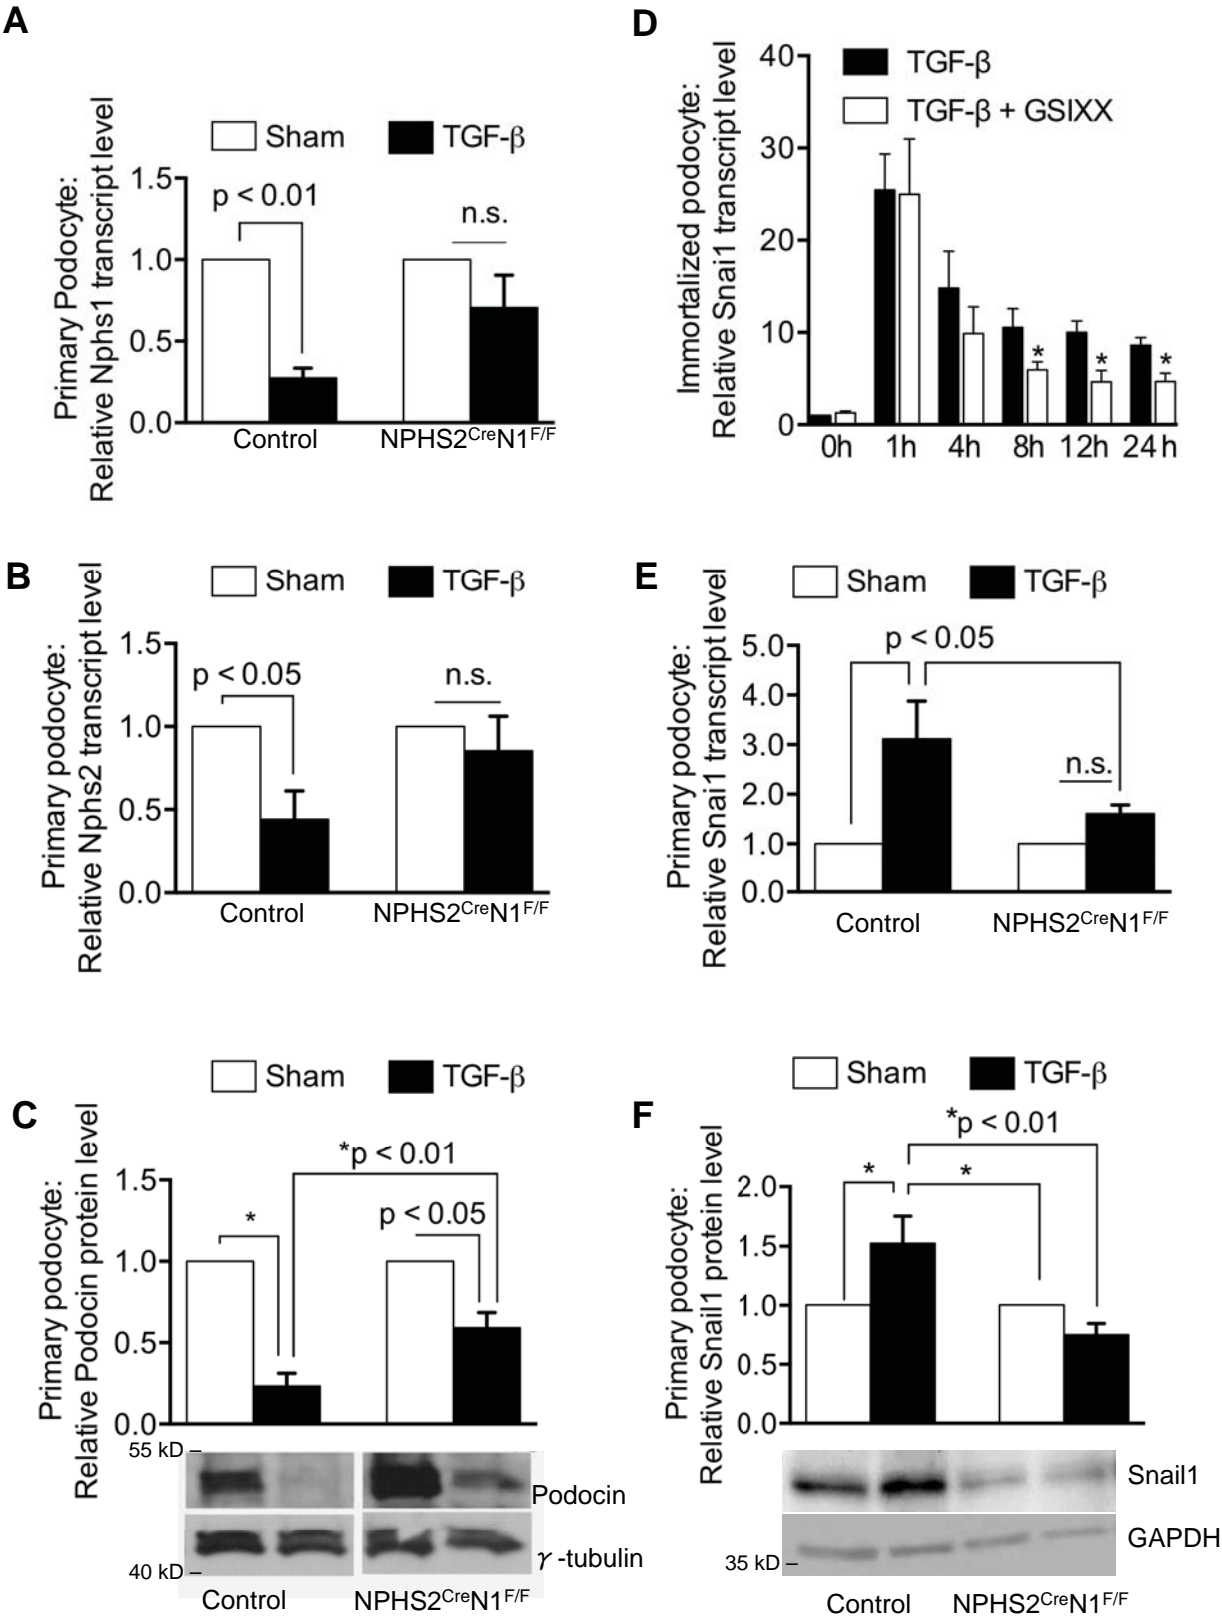 A
Sham TGF-β
Primary Podocyte:
Relative Nphs1 transcript level
1.5
1.0
0.5
0.0
p < 0.01
n.s.
Control NPHS2CreN1F/F
D
TGF-β
TGF-β + GSIXX
Immortalized podocyte:
Relative Snai1 transcript level
40
30
20
10
0
* * *
0h 1h 4h 8h 12h 24 h
B
Sham TGF-β
Primary podocyte:
Relative Nphs2 transcript level
1.5
1.0
0.5
0.0
p < 0.05
n.s.
Control NPHS2CreN1F/F
E
Sham TGF-β
Primary podocyte:
Relative Snai1 transcript level
5.0
4.0
3.0
2.0
1.0
0.0
p < 0.05
n.s.
Control NPHS2CreN1F/F
C
Sham TGF-β
Primary podocyte:
Relative Podocin protein level
1.5
1.0
0.5
0.0
*p < 0.01
*
p < 0.05
55 kD –
Podocin
γ -tubulin
40 kD –
Control NPHS2CreN1F/F
F
Sham TGF-β
Primary podocyte:
Relative Snail1 protein level
2.0
1.5
1.0
0.5
0.0
*p < 0.01
* *
Snail1
GAPDH
35 kD –
Control NPHS2CreN1F/F